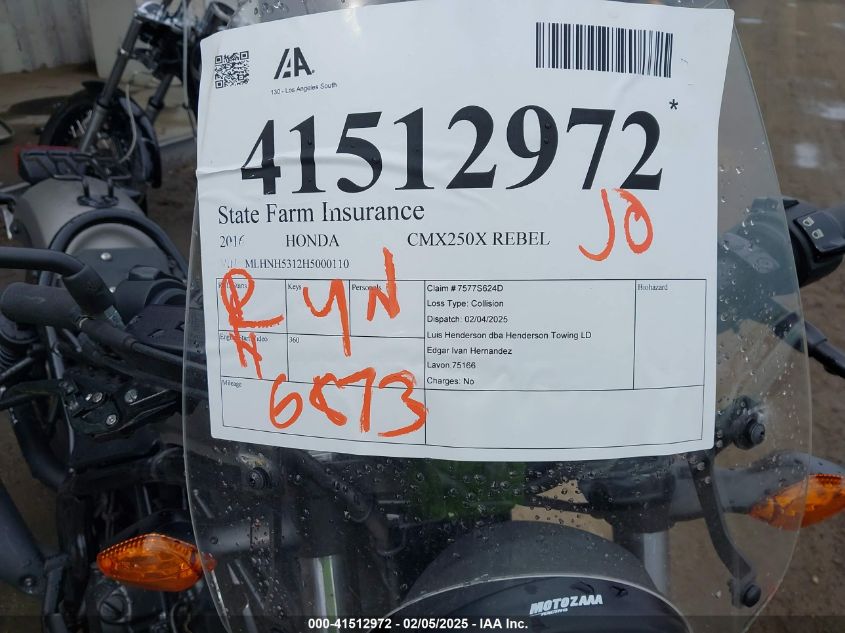 IAA
130 - Los Angeles South
41512972*
State Farm Insurance
2016 HONDA CMX250X REBEL
JO
MLHNH5312H5000110
Keys
Personals
R
Y
N
Claim # 7577S624D
Loss Type: Collision
Dispatch: 02/04/2025
Luis Henderson dba Henderson Towing LD
Edgar Ivan Hernandez
Lavon,75166
Charges: No
Biohazard
360
H
Mileage
6873
MOTOZAAA
000-41512972 - 02/05/2025 - IAA Inc.